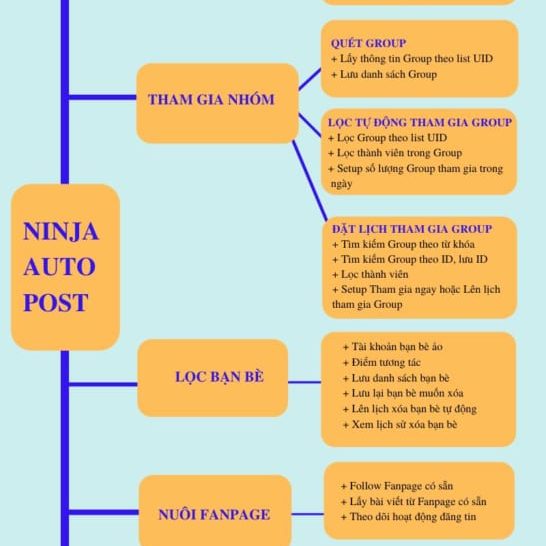 NINJA
AUTO
POST
THAM GIA NHÓM
QUÉT GROUP
+ Lấy thông tin Group theo list UID
+ Lưu danh sách Group
LỌC TỰ ĐỘNG THAM GIA GROUP
+ Lọc Group theo list UID
+ Lọc thành viên trong Group
+ Setup số lượng Group tham gia trong
ngày
ĐẶT LỊCH THAM GIA GROUP
+ Tìm kiếm Group theo từ khóa
+ Tìm kiếm Group theo ID, lưu ID
+ Lọc thành viên
+ Setup Tham gia ngay hoặc Lên lịch
tham gia Group
LỌC BẠN BÈ
+ Tài khoản bạn bè ảo
+ Điểm tương tác
+ Lưu danh sách bạn bè
+ Lưu lại bạn bè muốn xóa
+ Lên lịch xóa bạn bè tự động
+ Xem lịch sử xóa bạn bè
NUÔI FANPAGE
+ Follow Fanpage có sẵn
+ Lấy bài viết từ Fanpage có sẵn
+ Theo dõi hoạt động đăng tin